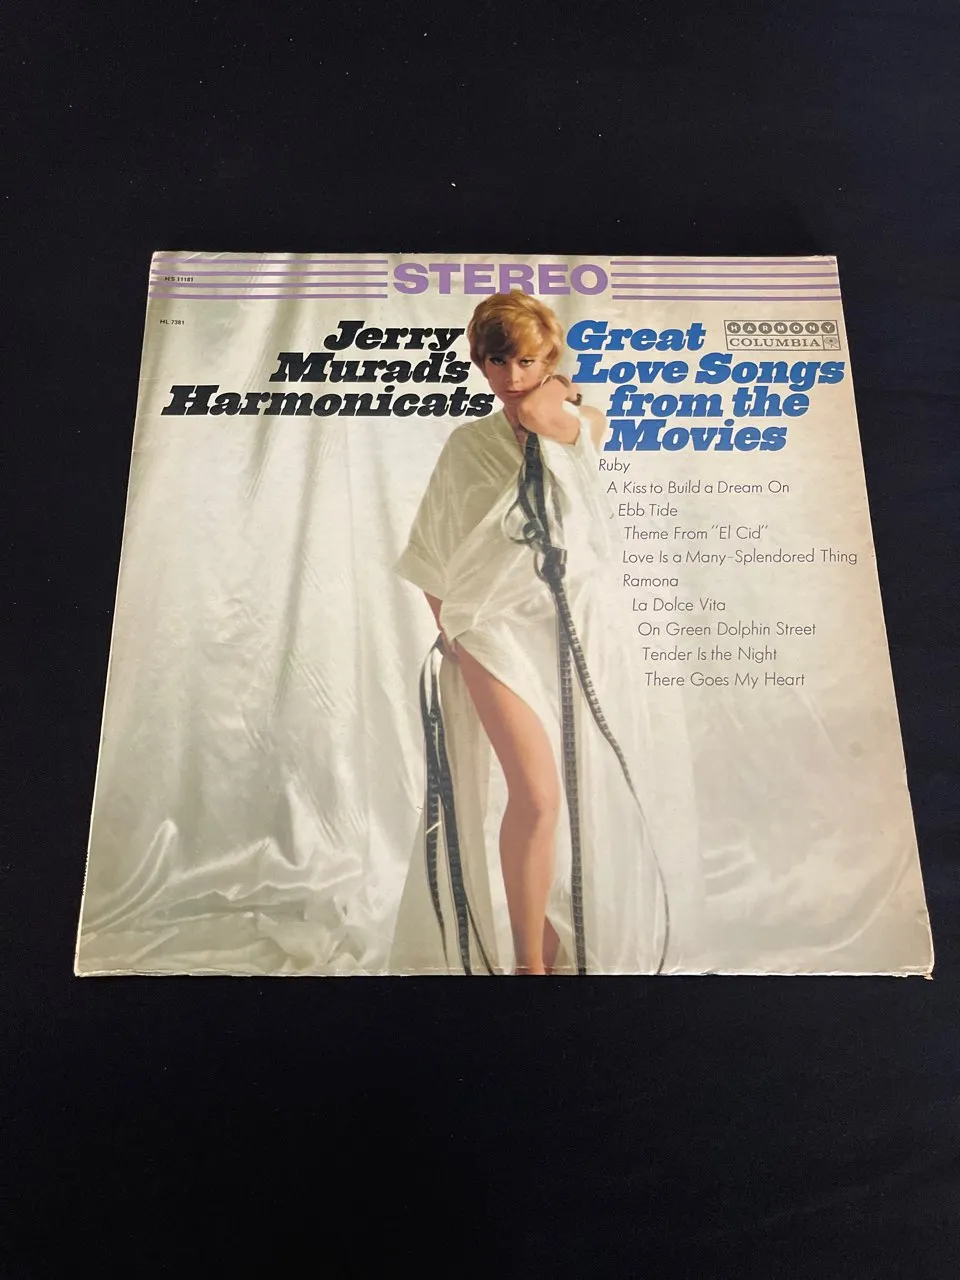 STEREO
HS 11181
HL 7381
Jerry
Murad's
Harmonicats
Great
Love Songs
from the
Movies
HARMONY
COLUMBIA
Ruby
A Kiss to Build a Dream On
Ebb Tide
Theme From "El Cid"
Love Is a Many-Splendored Thing
Ramona
La Dolce Vita
On Green Dolphin Street
Tender Is the Night
There Goes My Heart